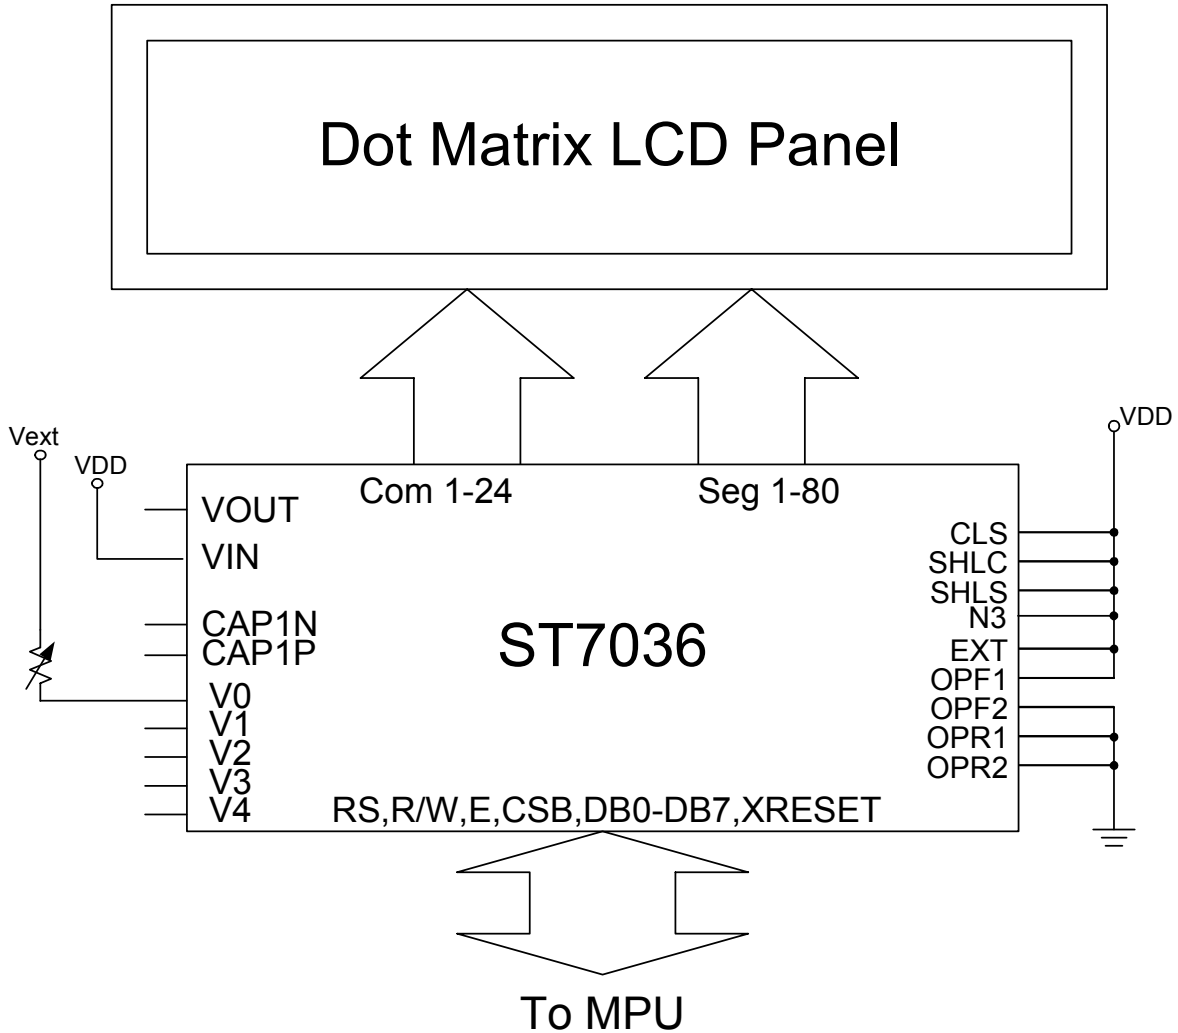 Dot Matrix LCD Panel
Vext
VDD
VDD
Com 1-24
Seg 1-80
VOUT
VIN
CAP1N
CAP1P
V0
V1
V2
V3
V4
ST7036
CLS
SHLC
SHLS
N3
EXT
OPF1
OPF2
OPR1
OPR2
RS,R/W,E,CSB,DB0-DB7,XRESET
To MPU